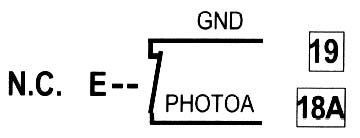 GND 19
N.C. E--
PHOTOA 18A